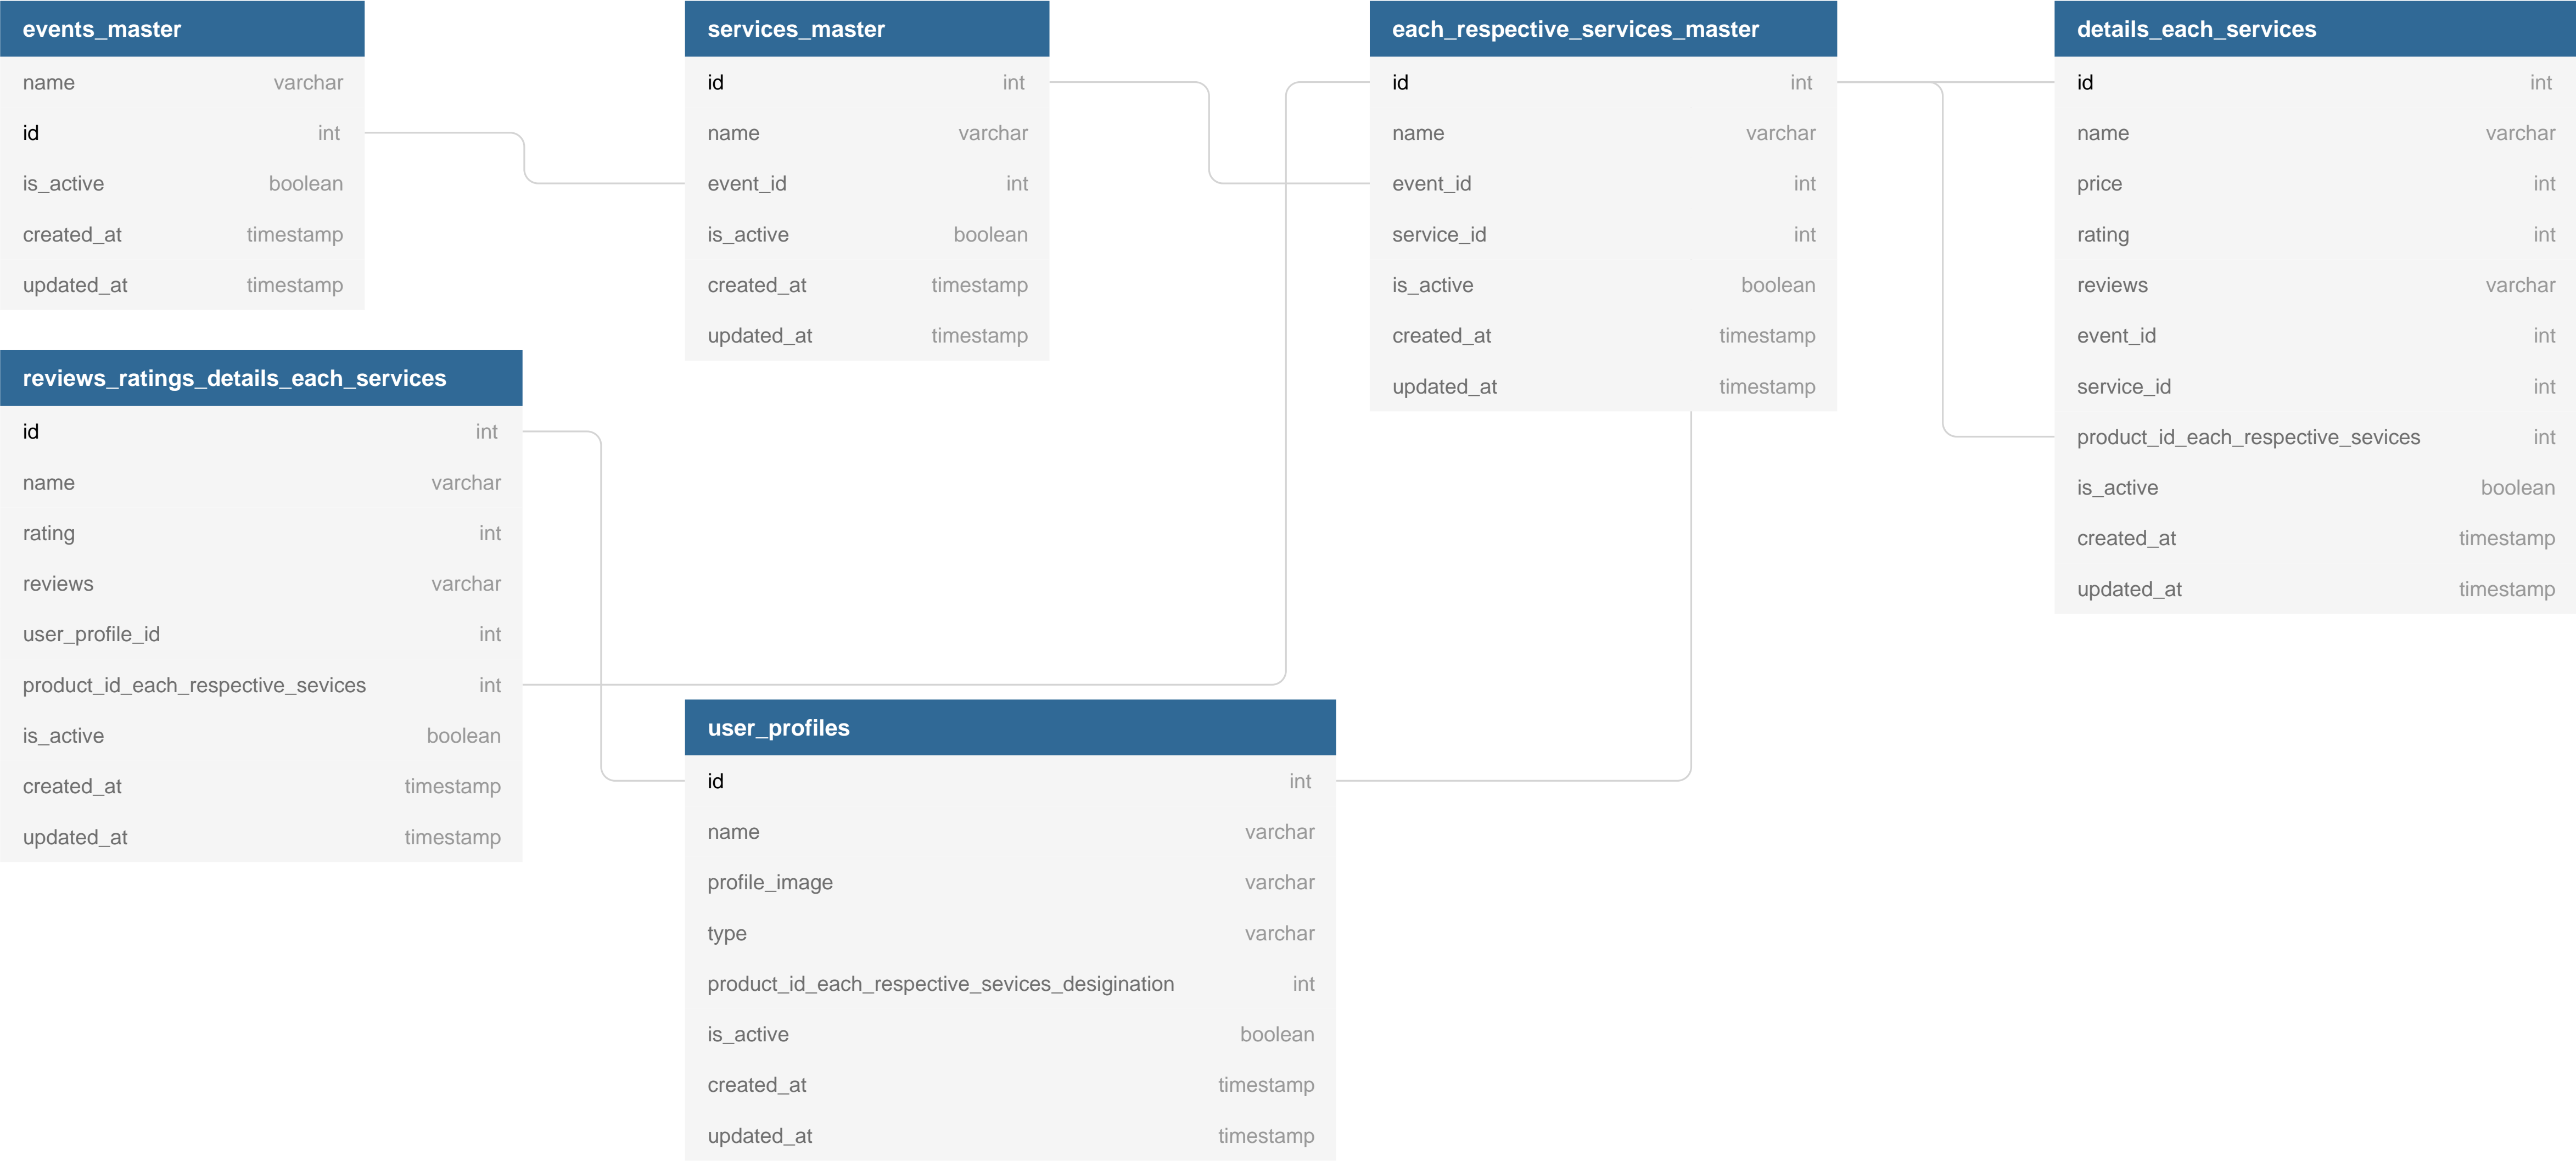 events_master
name varchar
id int
is_active boolean
created_at timestamp
updated_at timestamp
services_master
id int
name varchar
event_id int
is_active boolean
created_at timestamp
updated_at timestamp
each_respective_services_master
id int
name varchar
event_id int
service_id int
is_active boolean
created_at timestamp
updated_at timestamp
details_each_services
id int
name varchar
price int
rating int
reviews varchar
event_id int
service_id int
product_id_each_respective_sevices int
is_active boolean
created_at timestamp
updated_at timestamp
reviews_ratings_details_each_services
id int
name varchar
rating int
reviews varchar
user_profile_id int
product_id_each_respective_sevices int
is_active boolean
created_at timestamp
updated_at timestamp
user_profiles
id int
name varchar
profile_image varchar
type varchar
product_id_each_respective_sevices_desigination int
is_active boolean
created_at timestamp
updated_at timestamp